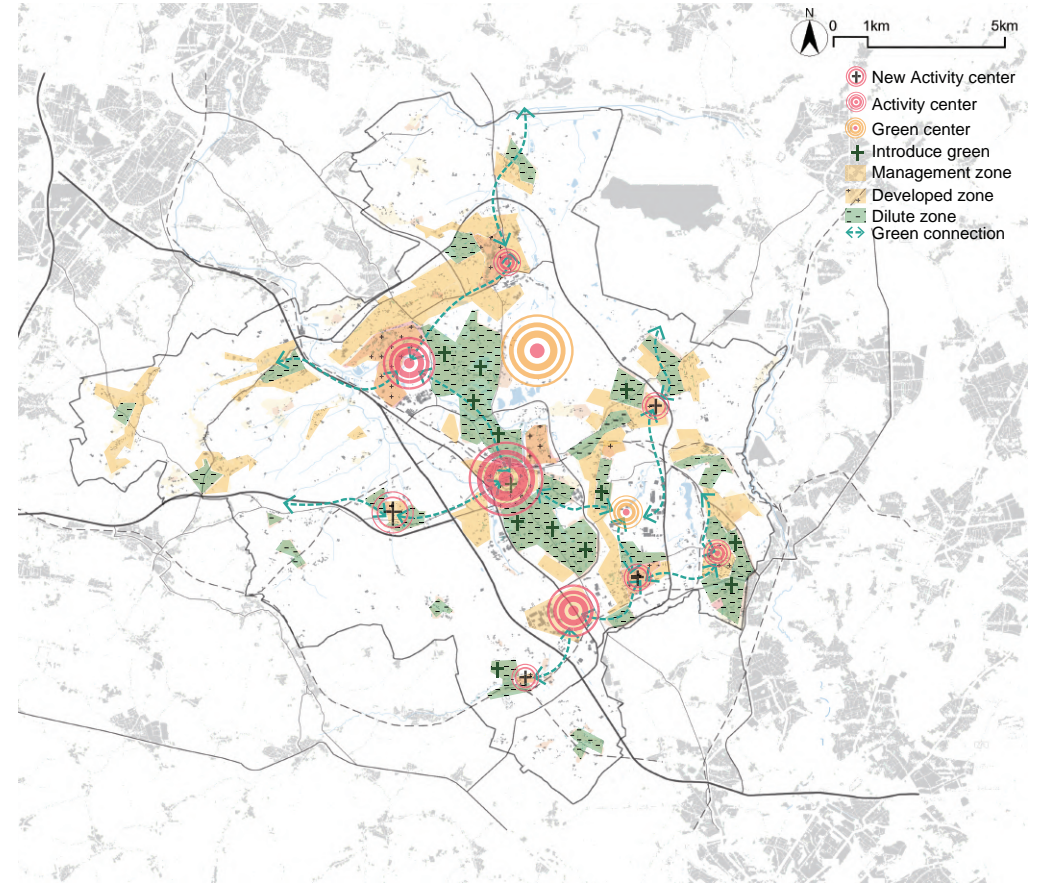 N
0 1km 5km
New Activity center
Activity center
Green center
Introduce green
Management zone
Developed zone
Dilute zone
Green connection